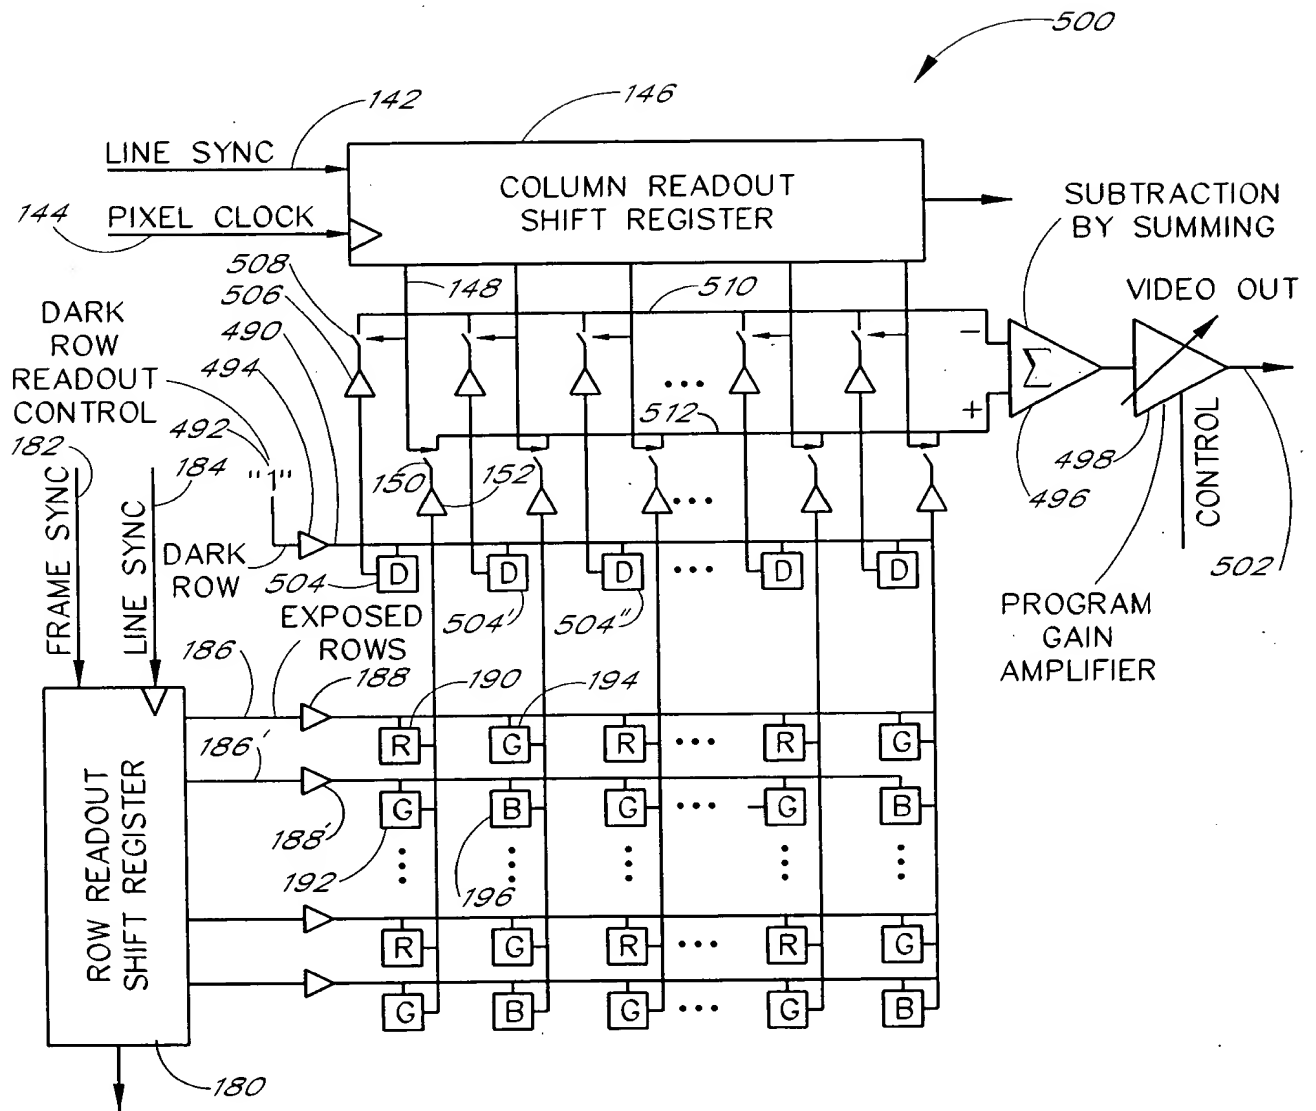 500
142
146
LINE SYNC
COLUMN READOUT
SHIFT REGISTER
SUBTRACTION
BY SUMMING
144
PIXEL CLOCK
508
506
490
494
148
510
VIDEO OUT
DARK
ROW
READOUT
CONTROL
−
Σ
+
...
512
182
184
492
"1"
150
152
498
496
CONTROL
502
FRAME SYNC
LINE SYNC
DARK
ROW
504
D
D
D
...
D
D
504'
504"
EXPOSED
ROWS
PROGRAM
GAIN
AMPLIFIER
186
188
190
194
186'
R
G
R
...
R
G
188'
G
B
G
...
G
B
192
196
ROW READOUT
SHIFT REGISTER
R
G
R
...
R
G
G
B
G
...
G
B
180